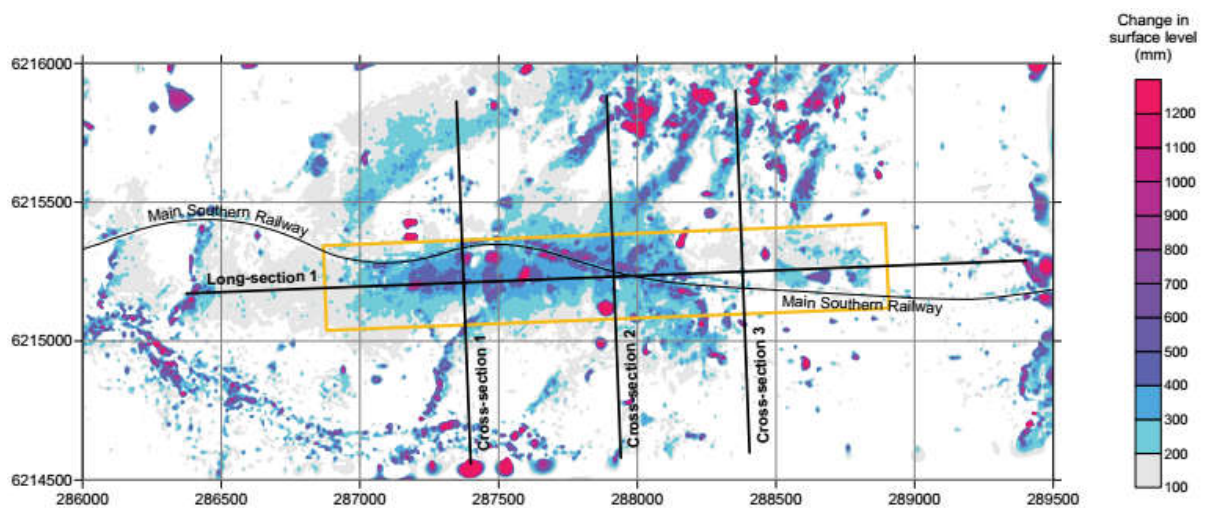 Change in
surface level
(mm)
6216000
1200
1100
1000
900
Main Southern Railway
6215500
800
700
Long-section 1
600
Main Southern Railway
6215000
500
Cross-section 1
Cross-section 2
Cross-section 3
400
300
200
6214500
100
286000
286500
287000
287500
288000
288500
289000
289500